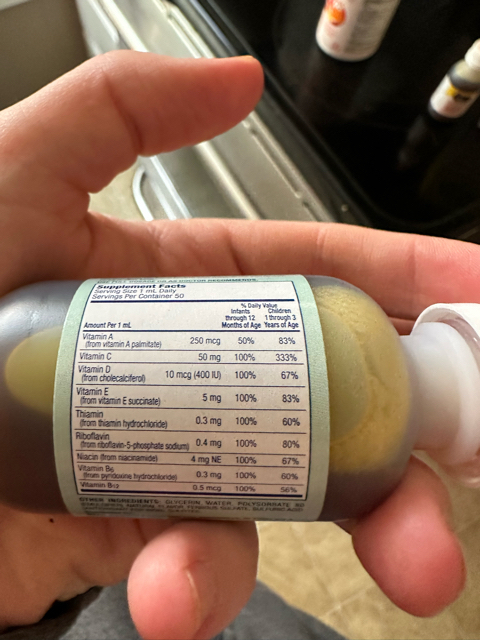 Supplement Facts
Serving Size 1 mL Daily
Servings Per Container 50
% Daily Value
Amount Per 1 mL
Infants through 12 Months of Age
Children 1 through 3 Years of Age
Vitamin A 250 mcg 50% 83%
(from vitamin A palmitate)
Vitamin C 50 mg 100% 333%
Vitamin D 10 mcg (400 IU) 100% 67%
(from cholecalciferol)
Vitamin E 5 mg 100% 83%
(from vitamin E succinate)
Thiamin 0.3 mg 100% 60%
(from thiamin hydrochloride)
Riboflavin 0.4 mg 100% 80%
(from riboflavin-5-phosphate sodium)
Niacin (from niacinamide) 4 mg NE 100% 67%
Vitamin B6 0.3 mg 100% 60%
(from pyridoxine hydrochloride)
Vitamin B12 0.5 mcg 100% 56%
OTHER INGREDIENTS: GLYCERIN, WATER, POLYSORBATE 80